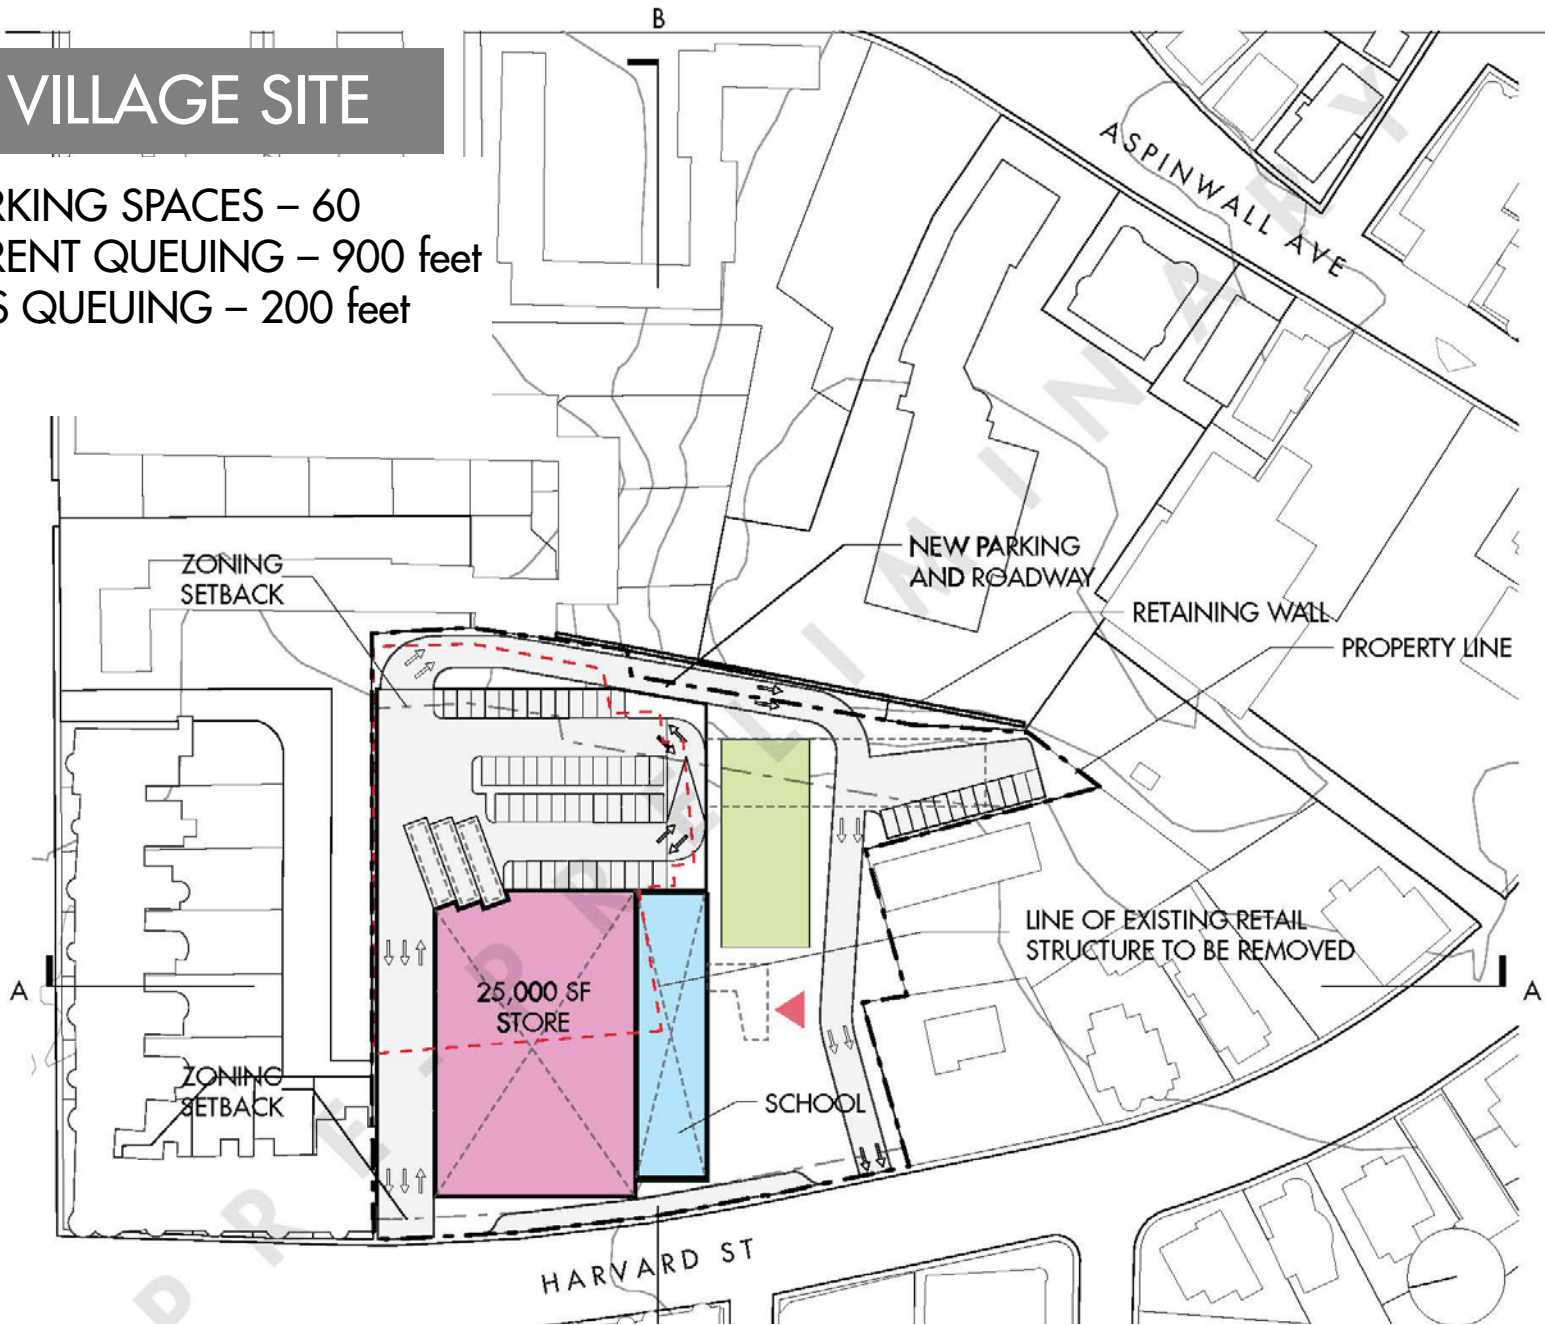 B
VILLAGE SITE
RKING SPACES – 60
RENT QUEUING – 900 feet
S QUEUING – 200 feet
ASPINWALL AVE
ZONING
SETBACK
NEW PARKING
AND ROADWAY
RETAINING WALL
PROPERTY LINE
LINE OF EXISTING RETAIL
STRUCTURE TO BE REMOVED
A
A
25,000 SF
STORE
ZONING
SETBACK
SCHOOL
HARVARD ST
PRE-PRELIMINARY